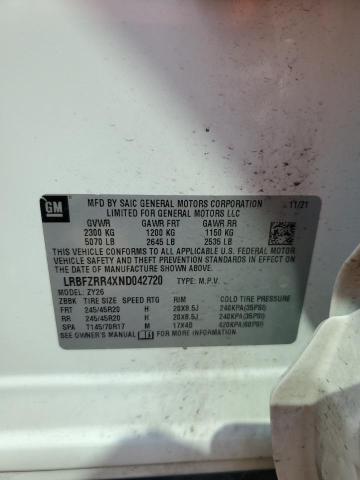 GM
MFD BY SAIC GENERAL MOTORS CORPORATION 11/21
LIMITED FOR GENERAL MOTORS LLC
GVWR GAWR FRT GAWR RR
2300 KG 1200 KG 1150 KG
5070 LB 2645 LB 2535 LB
THIS VEHICLE CONFORMS TO ALL APPLICABLE U.S. FEDERAL MOTOR
VEHICLE SAFETY AND THEFT PREVENTION STANDARDS IN EFFECT ON
THE DATE OF MANUFACTURE SHOWN ABOVE.
LRBFZRR4XND042720 TYPE: M.P.V.
MODEL: ZY26
ZBBK TIRE SIZE SPEED RTG RIM COLD TIRE PRESSURE
FRT 245/45R20 H 20X8.5J 240KPA(35PSI)
RR 245/45R20 H 20X8.5J 240KPA(35PSI)
SPA T145/70R17 M 17X4B 420KPA(60PSI)
SEE OWNER'S MANUAL FOR ADDITIONAL INFORMATION